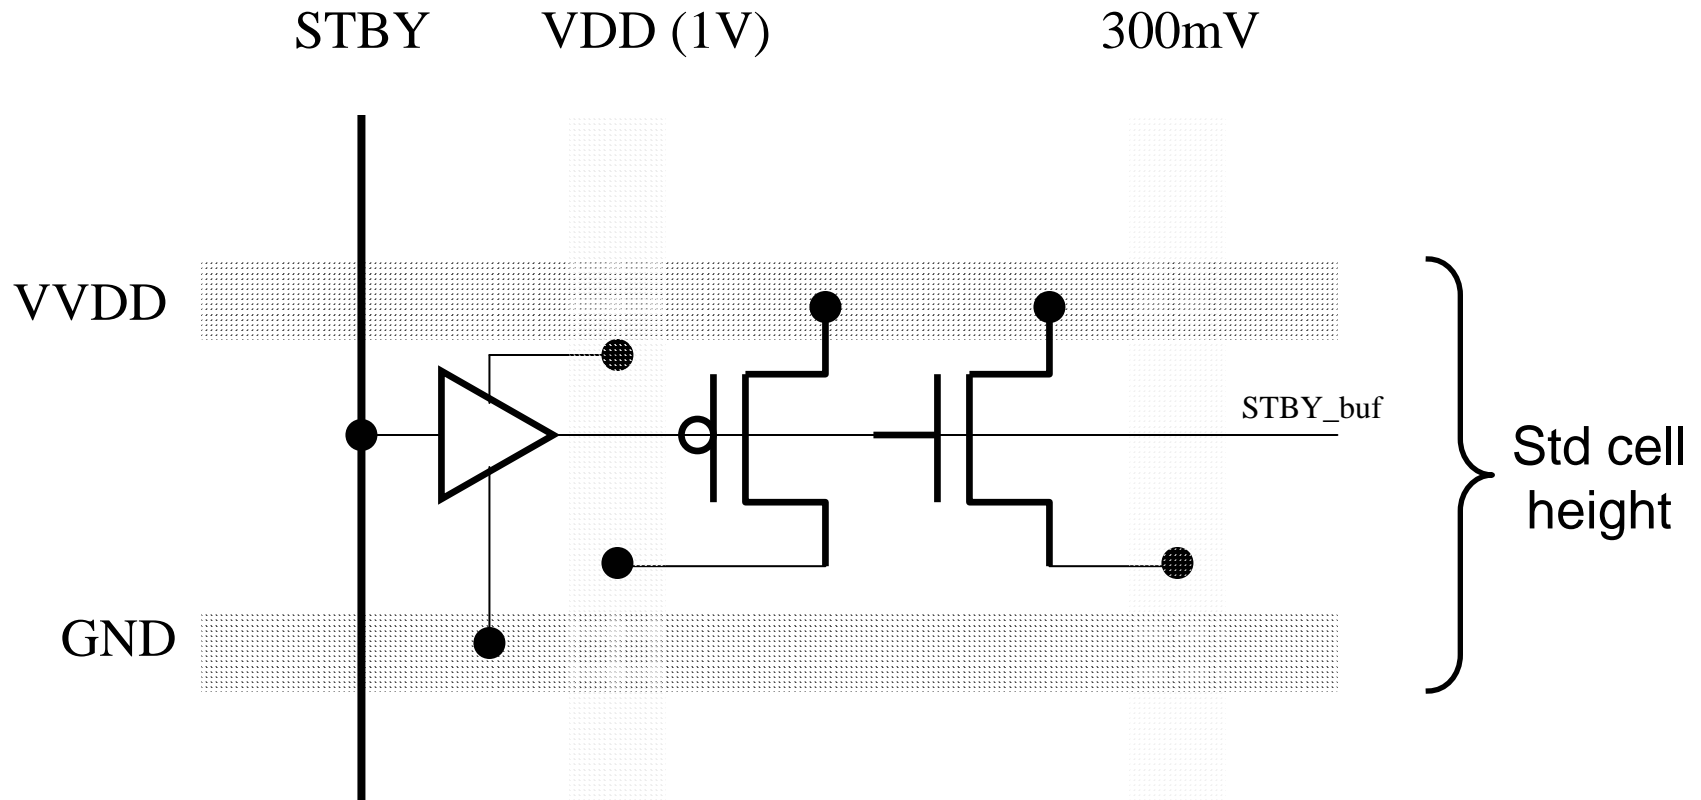 STBY
VDD (1V)
300mV
VVDD
STBY_buf
Std cell
height
GND